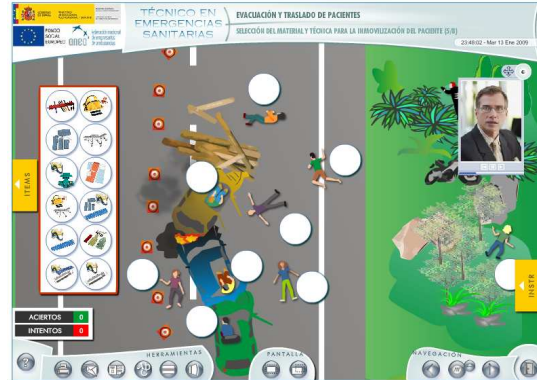 TÉCNICO EN
EMERGENCIAS
SANITARIAS
EVACUACIÓN Y TRASLADO DE PACIENTES
SELECCIÓN DEL MATERIAL Y TÉCNICA PARA LA INMOVILIZACIÓN DEL PACIENTE (5/8)
23:48:02 - Mar 13 Ene 2009
FONDO
SOCIAL
EUROPEO
anea
ITEMS
INSTR
ACIERTOS 0
INTENTOS 0
HERRAMIENTAS
PANTALLA
NAVEGACIÓN